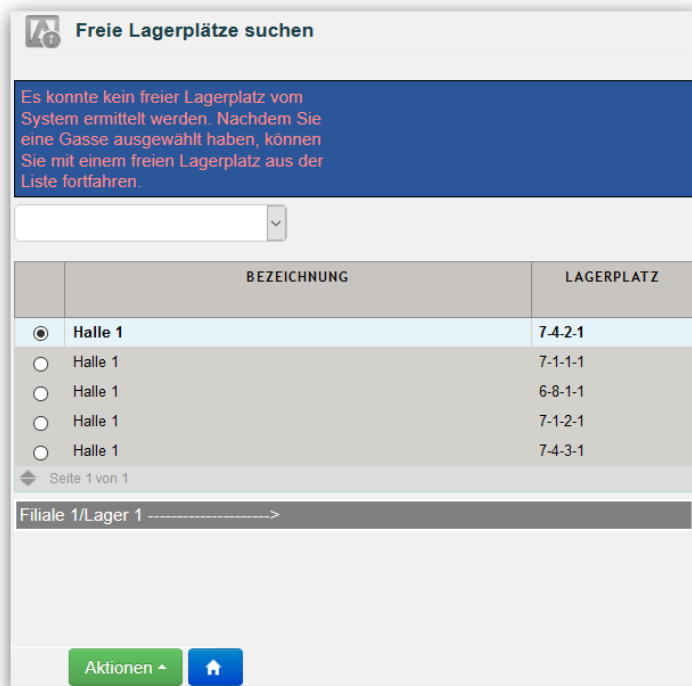 Freie Lagerplätze suchen
Es konnte kein freier Lagerplatz vom
System ermittelt werden. Nachdem Sie
eine Gasse ausgewählt haben, können
Sie mit einem freien Lagerplatz aus der
Liste fortfahren.
BEZEICHNUNG LAGERPLATZ
Halle 1 7-4-2-1
Halle 1 7-1-1-1
Halle 1 6-8-1-1
Halle 1 7-1-2-1
Halle 1 7-4-3-1
Seite 1 von 1
Filiale 1/Lager 1 --------------------->
Aktionen